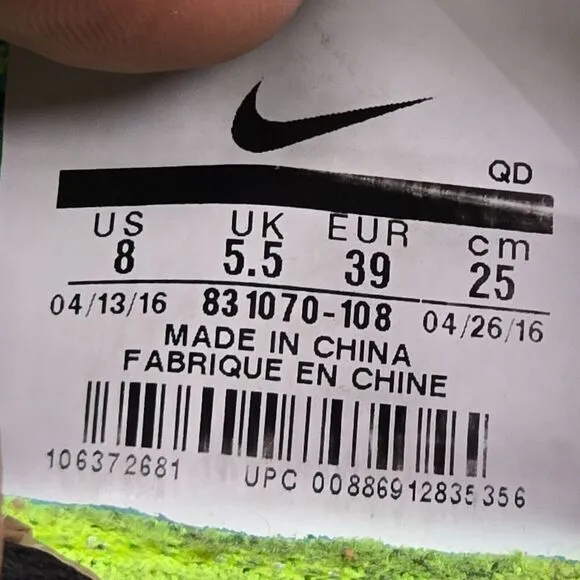 QD
US UK EUR cm
8 5.5 39 25
04/13/16 831070-108 04/26/16
MADE IN CHINA
FABRIQUE EN CHINE
106372681 UPC 00886912835356